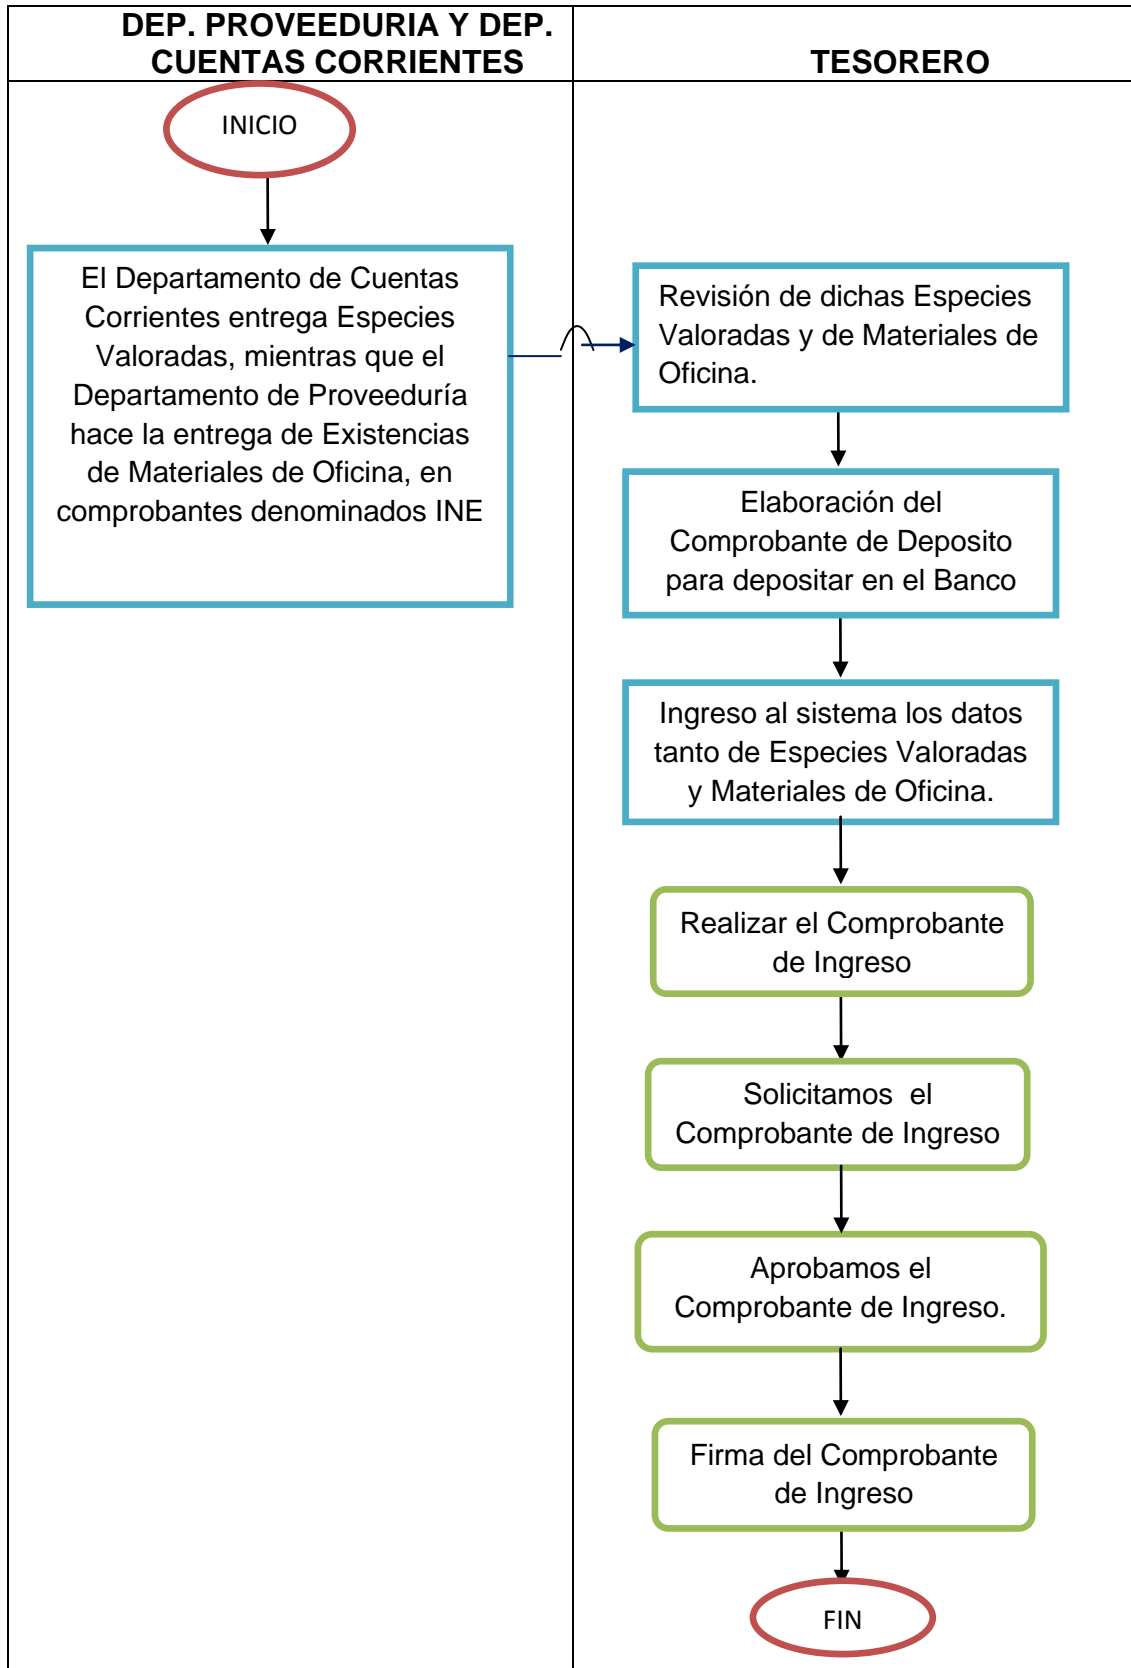 DEP. PROVEEDURIA Y DEP.
CUENTAS CORRIENTES
TESORERO
INICIO
El Departamento de Cuentas
Corrientes entrega Especies
Valoradas, mientras que el
Departamento de Proveeduría
hace la entrega de Existencias
de Materiales de Oficina, en
comprobantes denominados INE
Revisión de dichas Especies
Valoradas y de Materiales de
Oficina.
Elaboración del
Comprobante de Deposito
para depositar en el Banco
Ingreso al sistema los datos
tanto de Especies Valoradas
y Materiales de Oficina.
Realizar el Comprobante
de Ingreso
Solicitamos  el
Comprobante de Ingreso
Aprobamos el
Comprobante de Ingreso.
Firma del Comprobante
de Ingreso
FIN